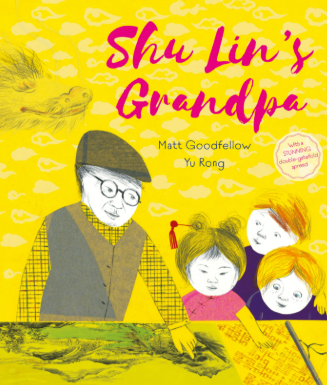 Shu Lin's
Grandpa
Matt Goodfellow
Yu Rong
With a
STUNNING
double-gatefold
spread